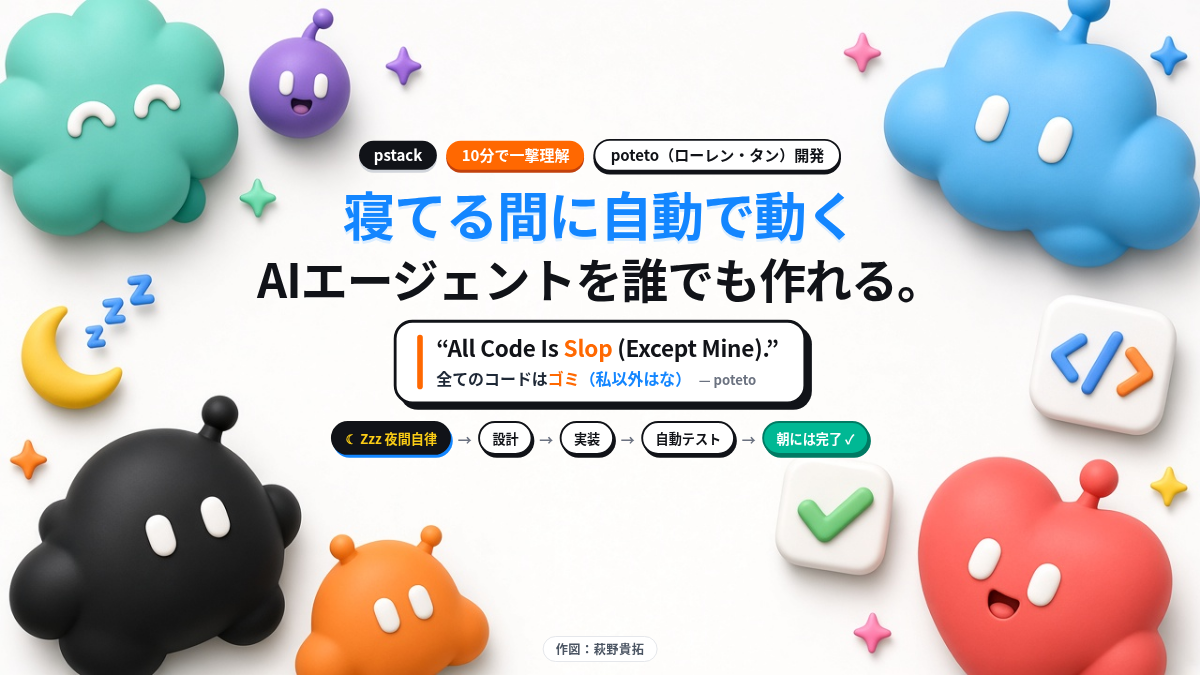 pstack 10分で一撃理解 poteto（ローレン・タン）開発
寝てる間に自動で動く
AIエージェントを誰でも作れる。
“All Code Is Slop (Except Mine).”
全てのコードはゴミ（私以外はな） — poteto
☾ Zzz 夜間自律 → 設計 → 実装 → 自動テスト → 朝には完了 ✓
作図：萩野貴拓